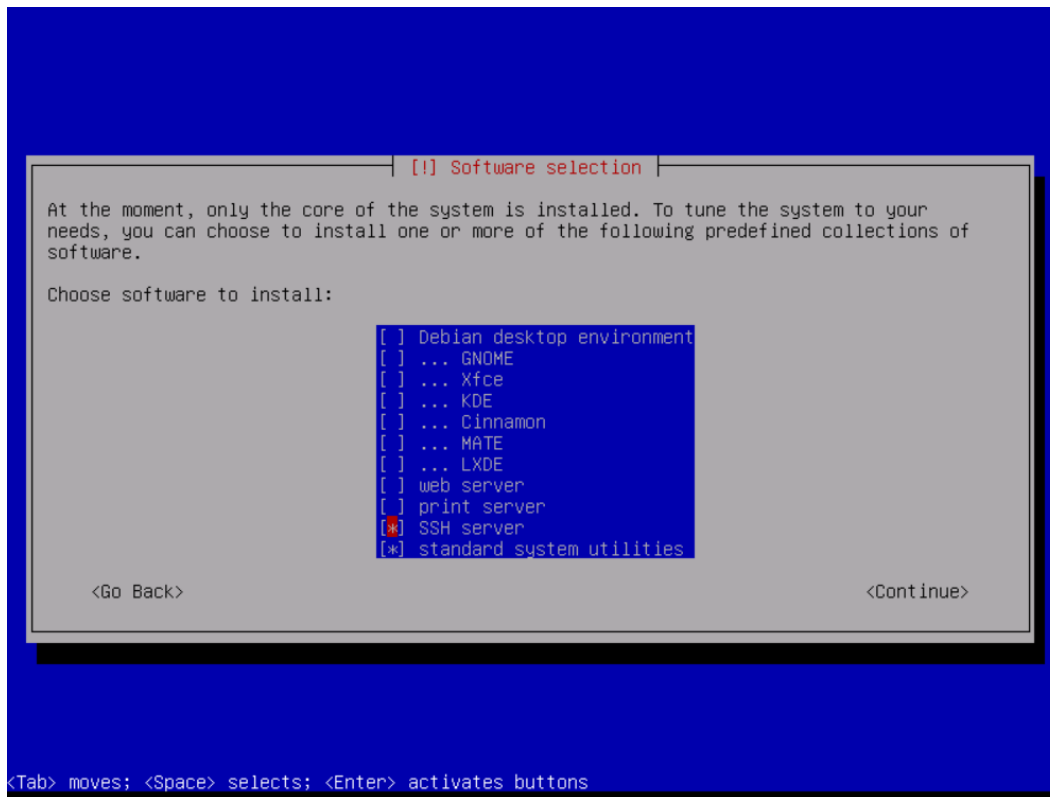 [!] Software selection
At the moment, only the core of the system is installed. To tune the system to your
needs, you can choose to install one or more of the following predefined collections of
software.
Choose software to install:
[ ] Debian desktop environment
[ ] ... GNOME
[ ] ... Xfce
[ ] ... KDE
[ ] ... Cinnamon
[ ] ... MATE
[ ] ... LXDE
[ ] web server
[ ] print server
[*] SSH server
[*] standard system utilities
<Go Back> <Continue>
<Tab> moves; <Space> selects; <Enter> activates buttons